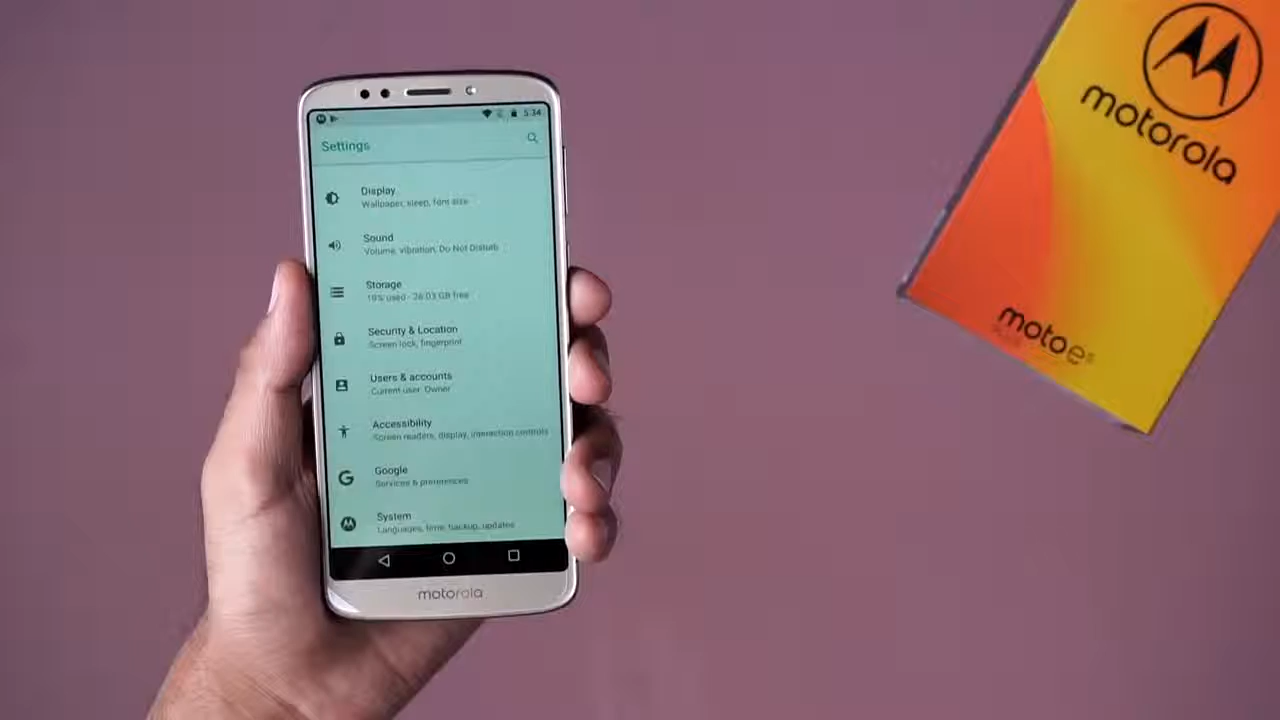 5:34
Settings
Display
Wallpaper, sleep, font size
Sound
Volume, vibration, Do Not Disturb
Storage
Security & Location
Screen lock, fingerprint
Users & accounts
Current user: Owner
Accessibility
Screen readers, display, interaction controls
Google
Services & preferences
System
Languages, time, backup, updates
motorola
motorola
moto e5